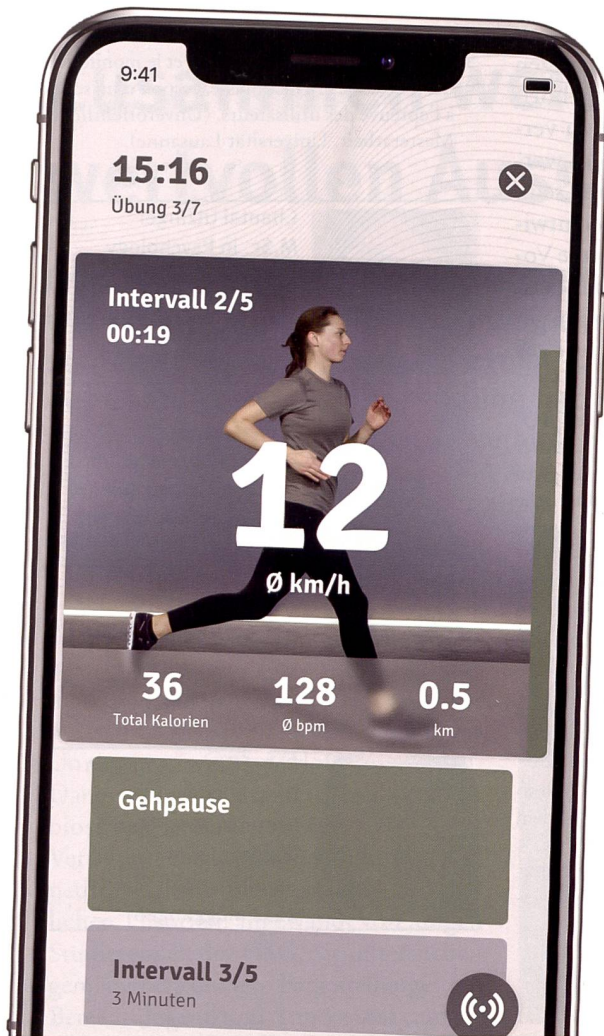 9:41
15:16
Übung 3/7
Intervall 2/5
00:19
12
Ø km/h
36
Total Kalorien
128
Ø bpm
0.5
km
Gehpause
Intervall 3/5
3 Minuten